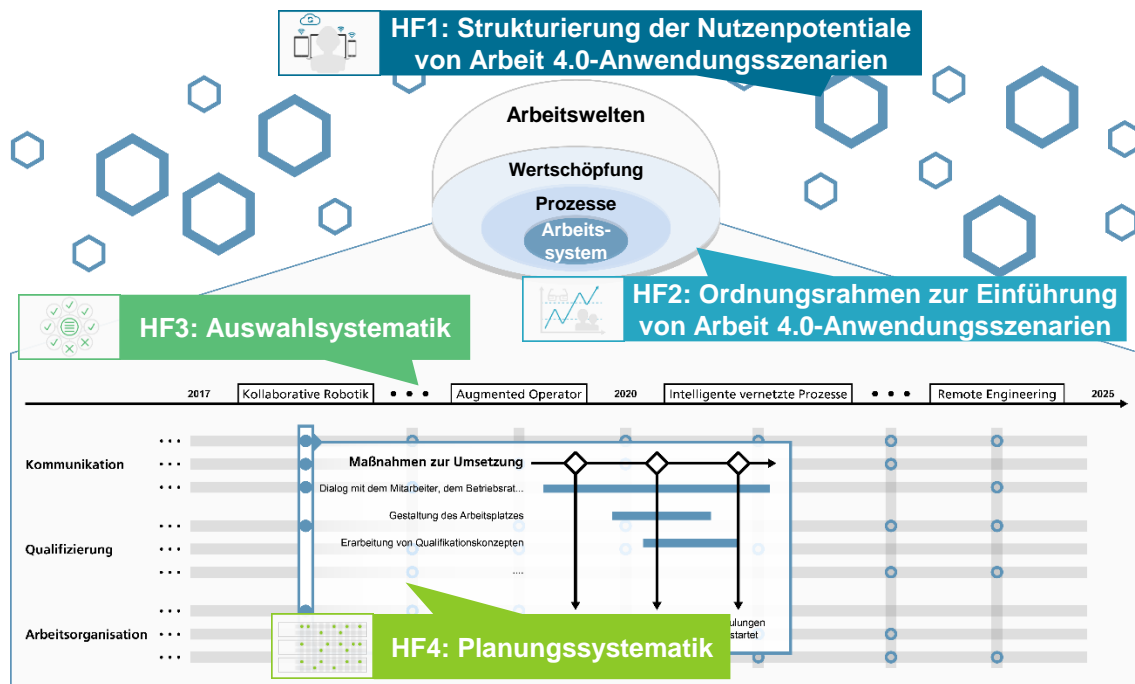 HF1: Strukturierung der Nutzenpotentiale
von Arbeit 4.0-Anwendungsszenarien
Arbeitswelten
Wertschöpfung
Prozesse
Arbeits-
system
HF2: Ordnungsrahmen zur Einführung
von Arbeit 4.0-Anwendungsszenarien
HF3: Auswahlsystematik
2017
Kollaborative Robotik
• • •
Augmented Operator
2020
Intelligente vernetzte Prozesse
• • •
Remote Engineering
2025
Kommunikation
• • •
• • •
• • •
Maßnahmen zur Umsetzung
Dialog mit dem Mitarbeiter, dem Betriebsrat...
Gestaltung des Arbeitsplatzes
Erarbeitung von Qualifikationskonzepten
....
Qualifizierung
• • •
• • •
• • •
Arbeitsorganisation
• • •
• • •
• • •
HF4: Planungssystematik
ulungen
startet